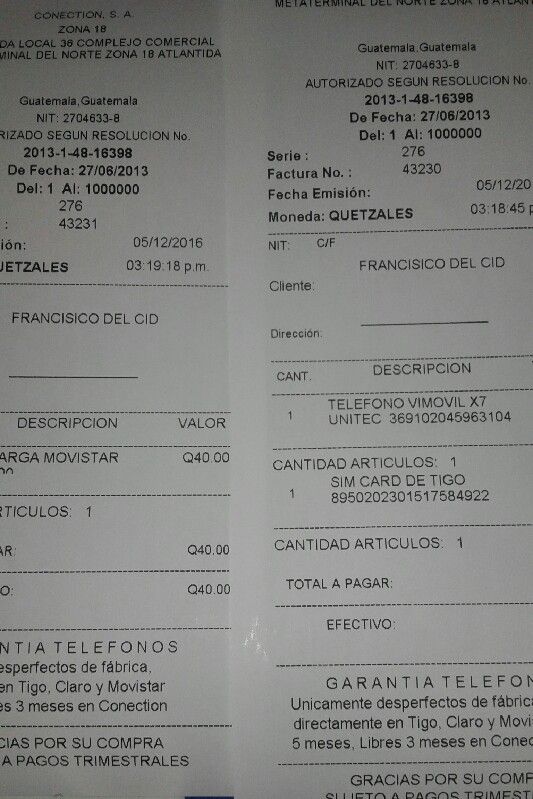 CONECTION, S. A.
ZONA 18
DA LOCAL 36 COMPLEJO COMERCIAL
MINAL DEL NORTE ZONA 18 ATLANTIDA
Guatemala,Guatemala
NIT: 2704633-8
RIZADO SEGUN RESOLUCION No.
2013-1-48-16398
De Fecha: 27/06/2013
Del: 1 Al: 1000000
276
: 43231
ión: 05/12/2016
UETZALES 03:19:18 p.m.
FRANCISICO DEL CID
DESCRIPCION VALOR
ARGA MOVISTAR Q40.00
RTICULOS: 1
AR: Q40.00
O: Q40.00
NTIA TELEFONOS
esperfectos de fábrica,
en Tigo, Claro y Movistar
es 3 meses en Conection
CIAS POR SU COMPRA
A PAGOS TRIMESTRALES
METATERMINAL DEL NORTE ZONA 18 ATLANTID
Guatemala,Guatemala
NIT: 2704633-8
AUTORIZADO SEGUN RESOLUCION No.
2013-1-48-16398
De Fecha: 27/06/2013
Del: 1 Al: 1000000
Serie : 276
Factura No. : 43230
Fecha Emisión: 05/12/20
Moneda: QUETZALES 03:18:45 p
NIT: C/F
FRANCISCO DEL CID
Cliente:
Dirección:
CANT. DESCRIPCION
1 TELEFONO VIMOVIL X7
UNITEC 369102045963104
CANTIDAD ARTICULOS: 1
SIM CARD DE TIGO
1 8950202301517584922
CANTIDAD ARTICULOS: 1
TOTAL A PAGAR:
EFECTIVO:
GARANTIA TELEFON
Unicamente desperfectos de fábrica
directamente en Tigo, Claro y Movi
5 meses, Libres 3 meses en Conec
GRACIAS POR SU COMP
SUJETO A PAGOS TRIMEST